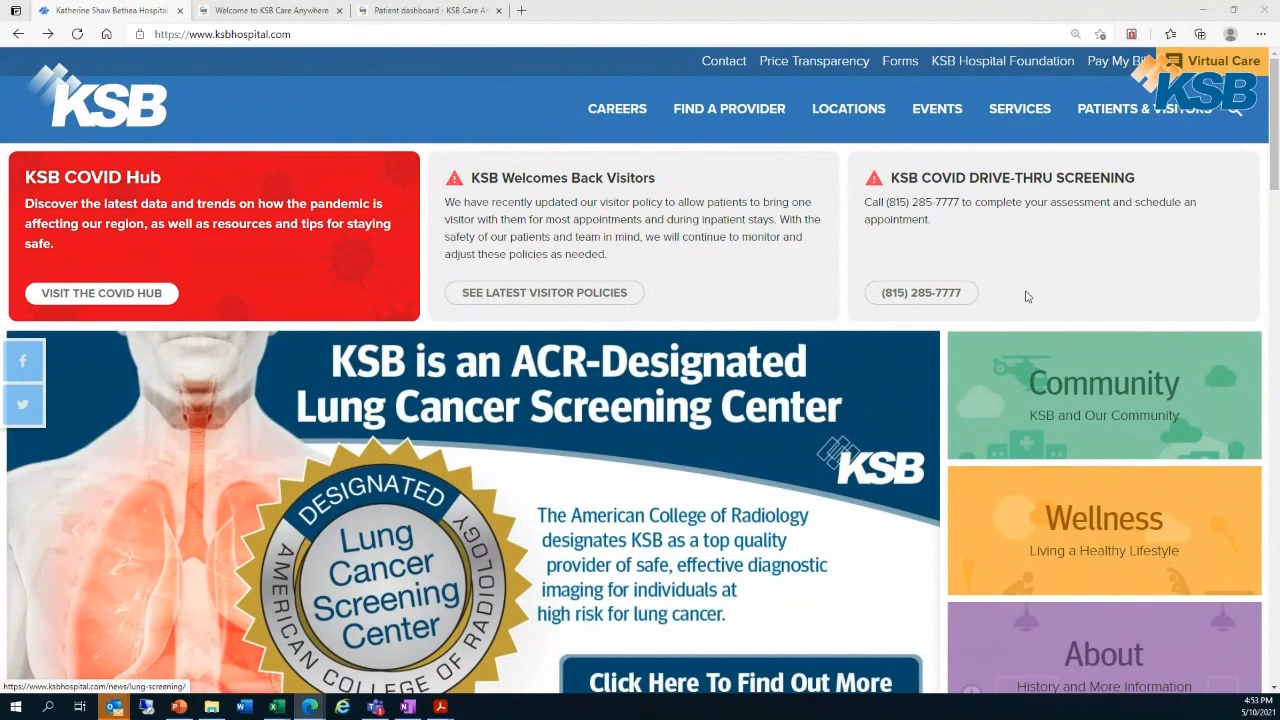 Katherine Shaw Bethea Hospital
Welcome to KSB Care Anywhere
Patient dashboard - KSB Care An
https://www.ksbhospital.com
Contact Price Transparency Forms KSB Hospital Foundation Pay My Bill Virtual Care
KSB
KSB
CAREERS FIND A PROVIDER LOCATIONS EVENTS SERVICES PATIENTS & VISITORS
KSB COVID Hub
Discover the latest data and trends on how the pandemic is
affecting our region, as well as resources and tips for staying
safe.
VISIT THE COVID HUB
KSB Welcomes Back Visitors
We have recently updated our visitor policy to allow patients to bring one
visitor with them for most appointments and during inpatient stays. With the
safety of our patients and team in mind, we will continue to monitor and
adjust these policies as needed.
SEE LATEST VISITOR POLICIES
KSB COVID DRIVE-THRU SCREENING
Call (815) 285-7777 to complete your assessment and schedule an
appointment.
(815) 285-7777
KSB is an ACR-Designated
Lung Cancer Screening Center
KSB
DESIGNATED
Lung
Cancer
Screening
Center
AMERICAN COLLEGE OF RADIOLOGY
The American College of Radiology
designates KSB as a top quality
provider of safe, effective diagnostic
imaging for individuals at
high risk for lung cancer.
Click Here To Find Out More
Community
KSB and Our Community
Wellness
Living a Healthy Lifestyle
About
History and More Information
https://www.ksbhospital.com/news/lung-screening/
4:53 PM
5/10/2021